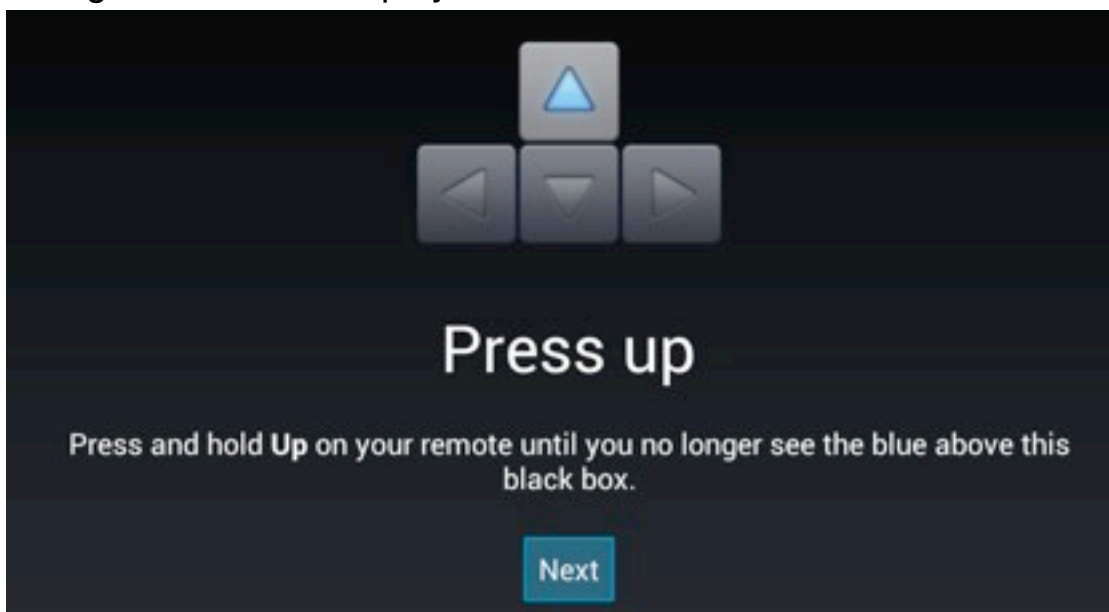 Press up
Press and hold Up on your remote until you no longer see the blue above this
black box.
Next